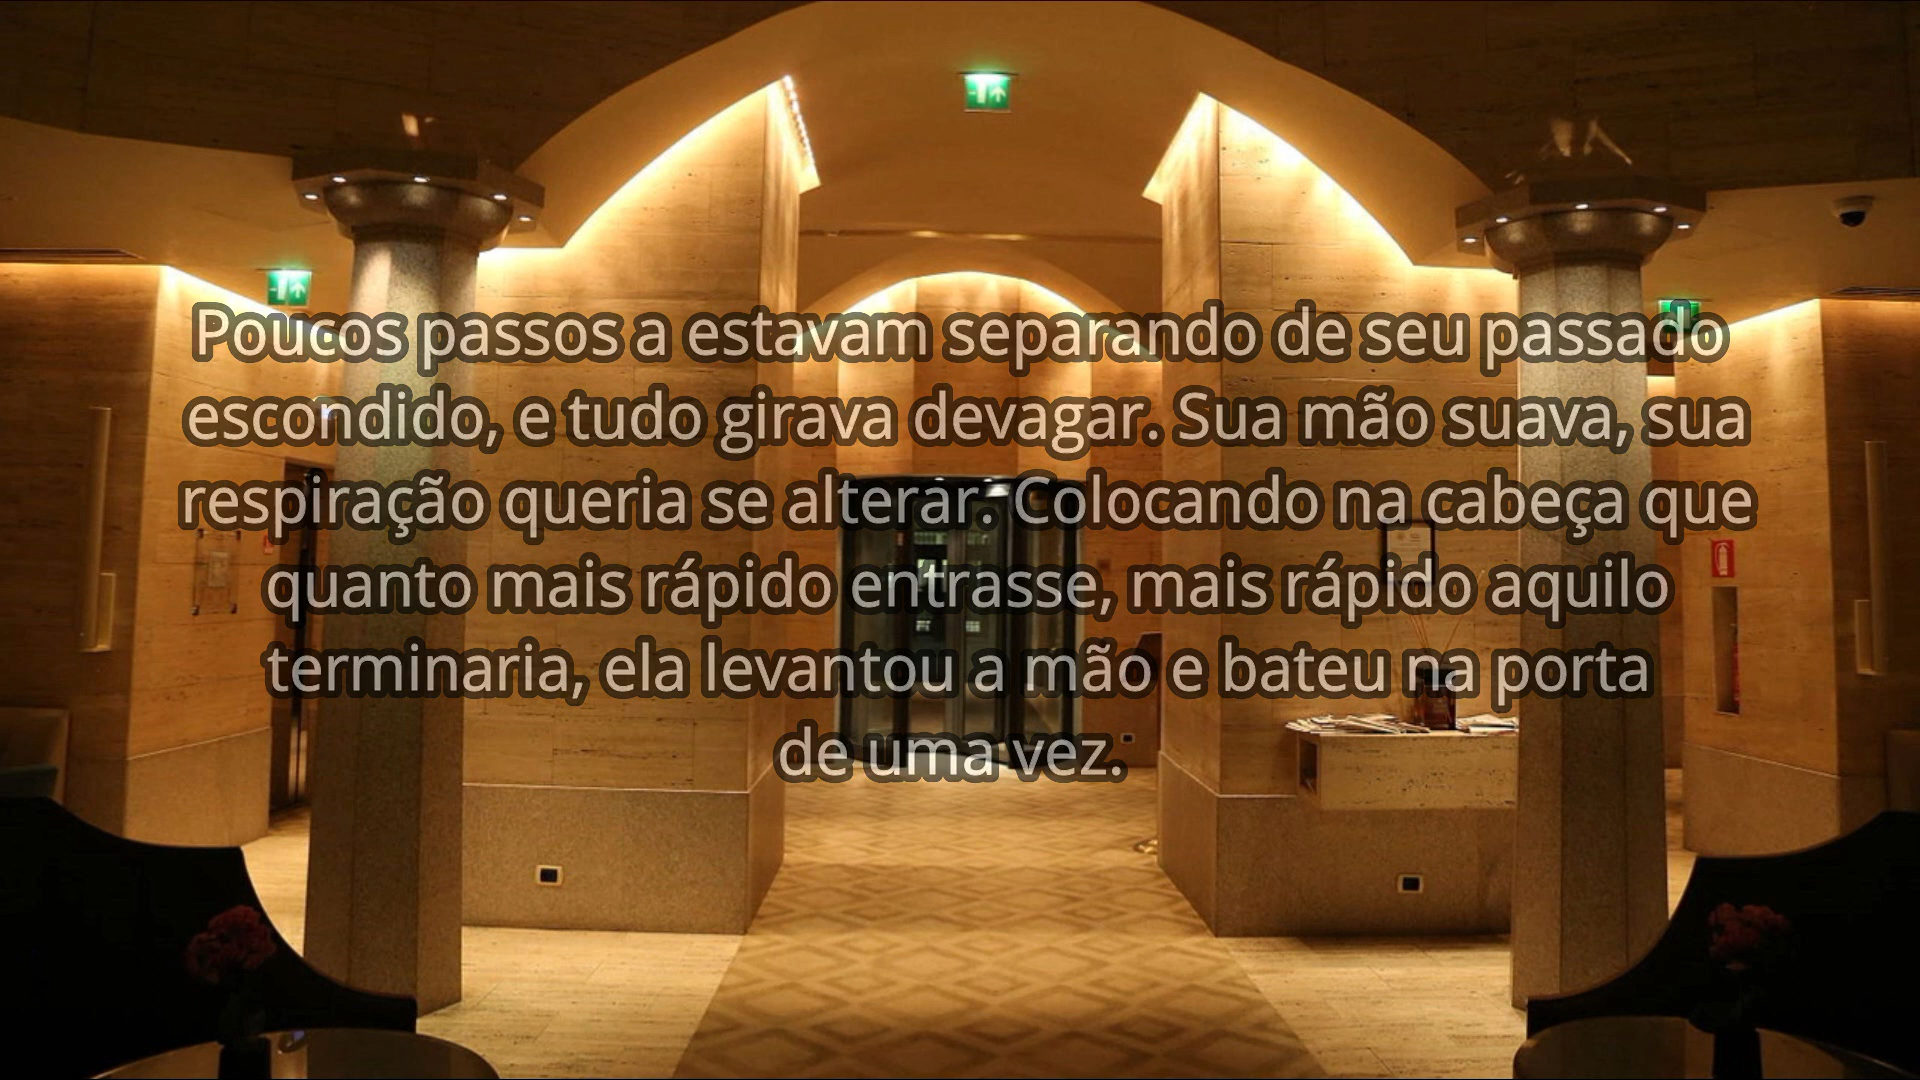 Poucos passos a estavam separando de seu passado
escondido, e tudo girava devagar. Sua mão suava, sua
respiração queria se alterar. Colocando na cabeça que
quanto mais rápido entrasse, mais rápido aquilo
terminaria, ela levantou a mão e bateu na porta
de uma vez.